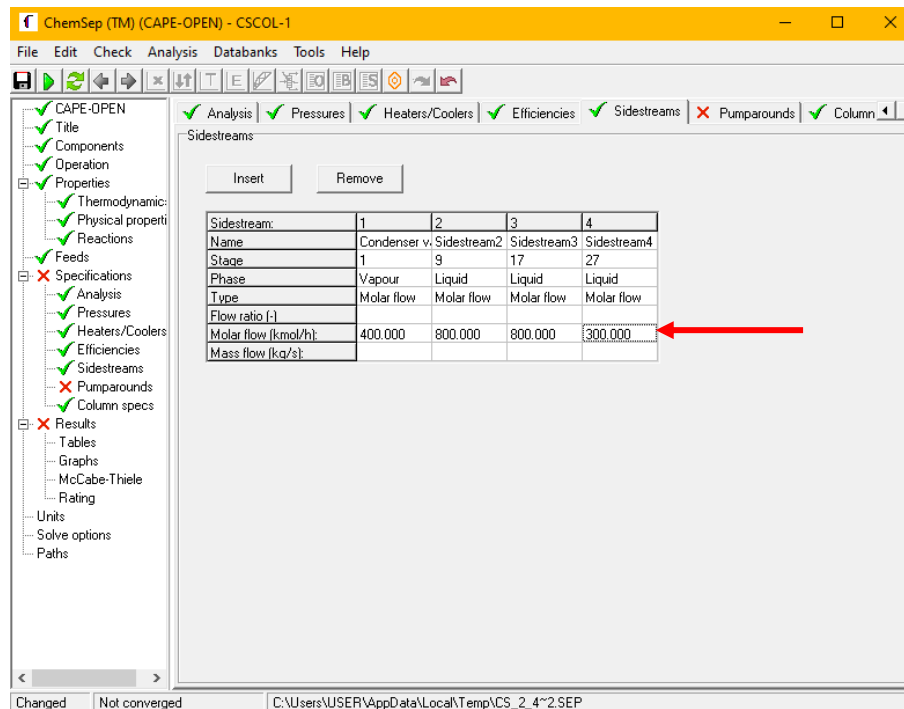 ChemSep (TM) (CAPE-OPEN) - CSCOL-1
File Edit Check Analysis Databanks Tools Help
CAPE-OPEN
Title
Components
Operation
Properties
Thermodynamic:
Physical properti
Reactions
Feeds
Specifications
Analysis
Pressures
Heaters/Coolers
Efficiencies
Sidestreams
Pumparounds
Column specs
Results
Tables
Graphs
McCabe-Thiele
Rating
Units
Solve options
Paths
Analysis Pressures Heaters/Coolers Efficiencies Sidestreams Pumparounds Column
Sidestreams
Insert Remove
Sidestream: 1 2 3 4
Name Condenser v. Sidestream2 Sidestream3 Sidestream4
Stage 1 9 17 27
Phase Vapour Liquid Liquid Liquid
Type Molar flow Molar flow Molar flow Molar flow
Flow ratio (-)
Molar flow (kmol/h): 400.000 800.000 800.000 300.000
Mass flow (kg/s):
Changed Not converged C:\Users\USER\AppData\Local\Temp\CS_2_4~2.SEP